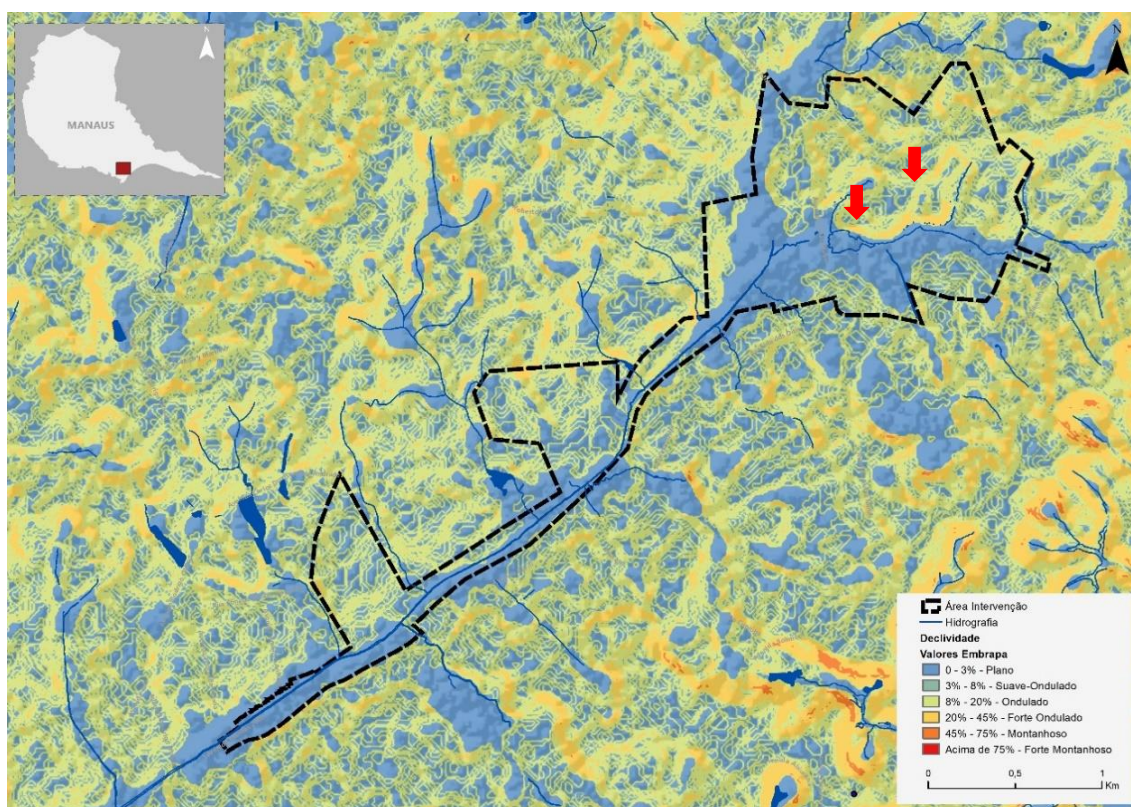 N
MANAUS
N
Área Intervenção
Hidrografia
Declividade
Valores Embrapa
0 - 3% - Plano
3% - 8% - Suave-Ondulado
8% - 20% - Ondulado
20% - 45% - Forte Ondulado
45% - 75% - Montanhoso
Acima de 75% - Forte Montanhoso
0 0,5 1
Km